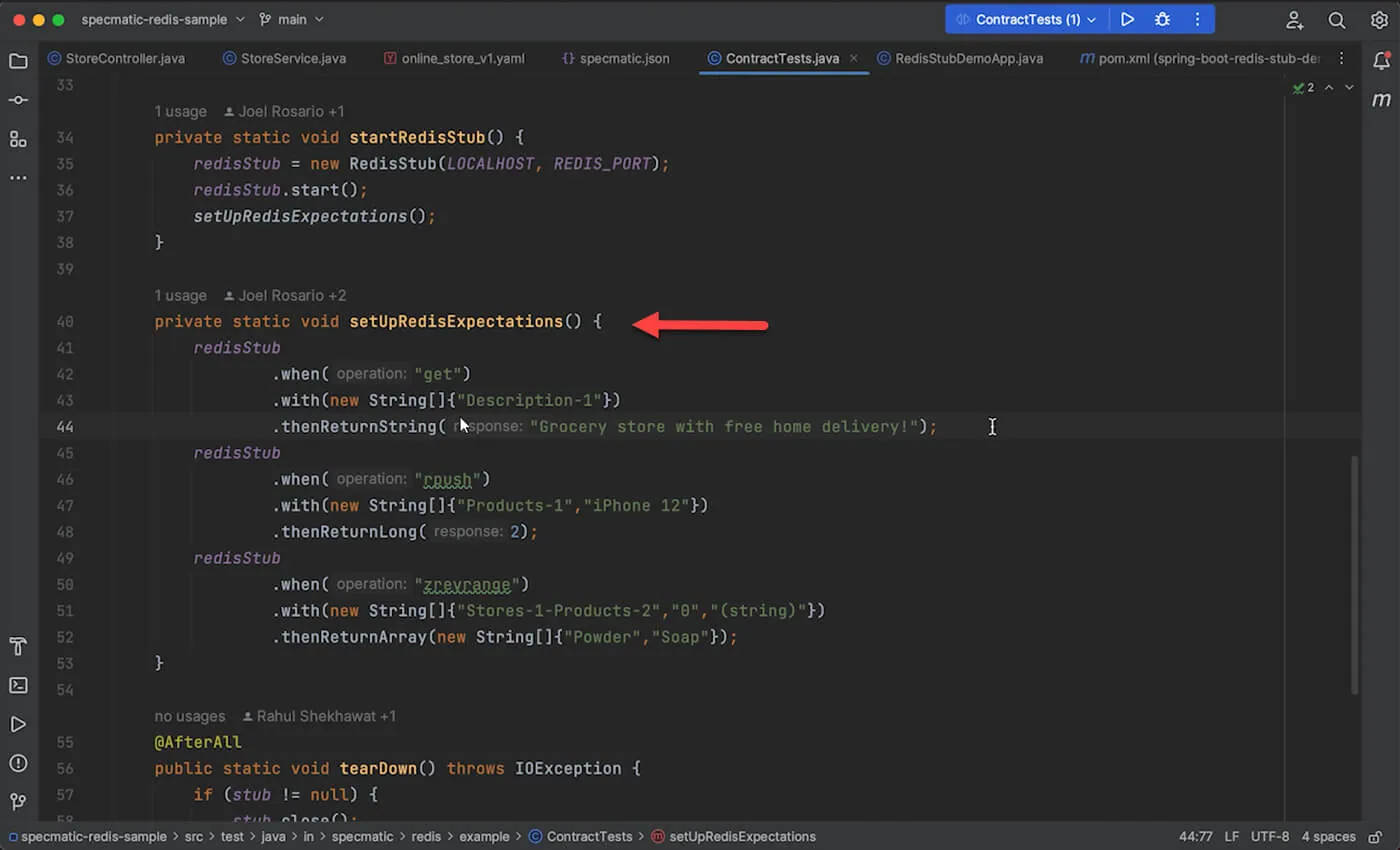 specmatic-redis-sample main ContractTests (1)
StoreController.java StoreService.java online_store_v1.yaml {} specmatic.json ContractTests.java RedisStubDemoApp.java pom.xml (spring-boot-redis-stub-de
33 2
1 usage Joel Rosario +1
34 private static void startRedisStub() {
35 redisStub = new RedisStub(LOCALHOST, REDIS_PORT);
36 redisStub.start();
37 setUpRedisExpectations();
38 }
39
1 usage Joel Rosario +2
40 private static void setUpRedisExpectations() {
41 redisStub
42 .when( operation: "get")
43 .with(new String[]{"Description-1"})
44 .thenReturnString( response: "Grocery store with free home delivery!");
45 redisStub
46 .when( operation: "rpush")
47 .with(new String[]{"Products-1","iPhone 12"})
48 .thenReturnLong( response: 2);
49 redisStub
50 .when( operation: "zrevrange")
51 .with(new String[]{"Stores-1-Products-2","0","(string)"})
52 .thenReturnArray(new String[]{"Powder","Soap"});
53 }
54
no usages Rahul Shekhawat +1
55 @AfterAll
56 public static void tearDown() throws IOException {
57 if (stub != null) {
58 stub.close();
specmatic-redis-sample > src > test > java > in > specmatic > redis > example > ContractTests > setUpRedisExpectations 44:77 LF UTF-8 4 spaces